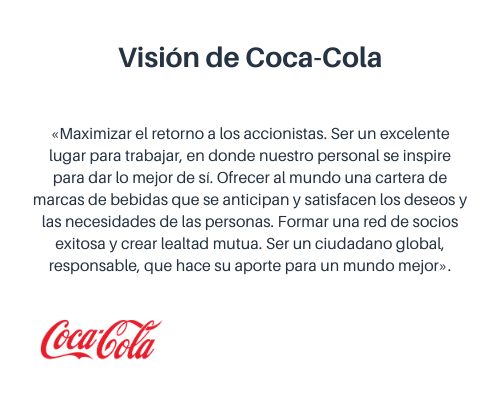 Visión de Coca-Cola
«Maximizar el retorno a los accionistas. Ser un excelente
lugar para trabajar, en donde nuestro personal se inspire
para dar lo mejor de sí. Ofrecer al mundo una cartera de
marcas de bebidas que se anticipan y satisfacen los deseos y
las necesidades de las personas. Formar una red de socios
exitosa y crear lealtad mutua. Ser un ciudadano global,
responsable, que hace su aporte para un mundo mejor».
Coca-Cola